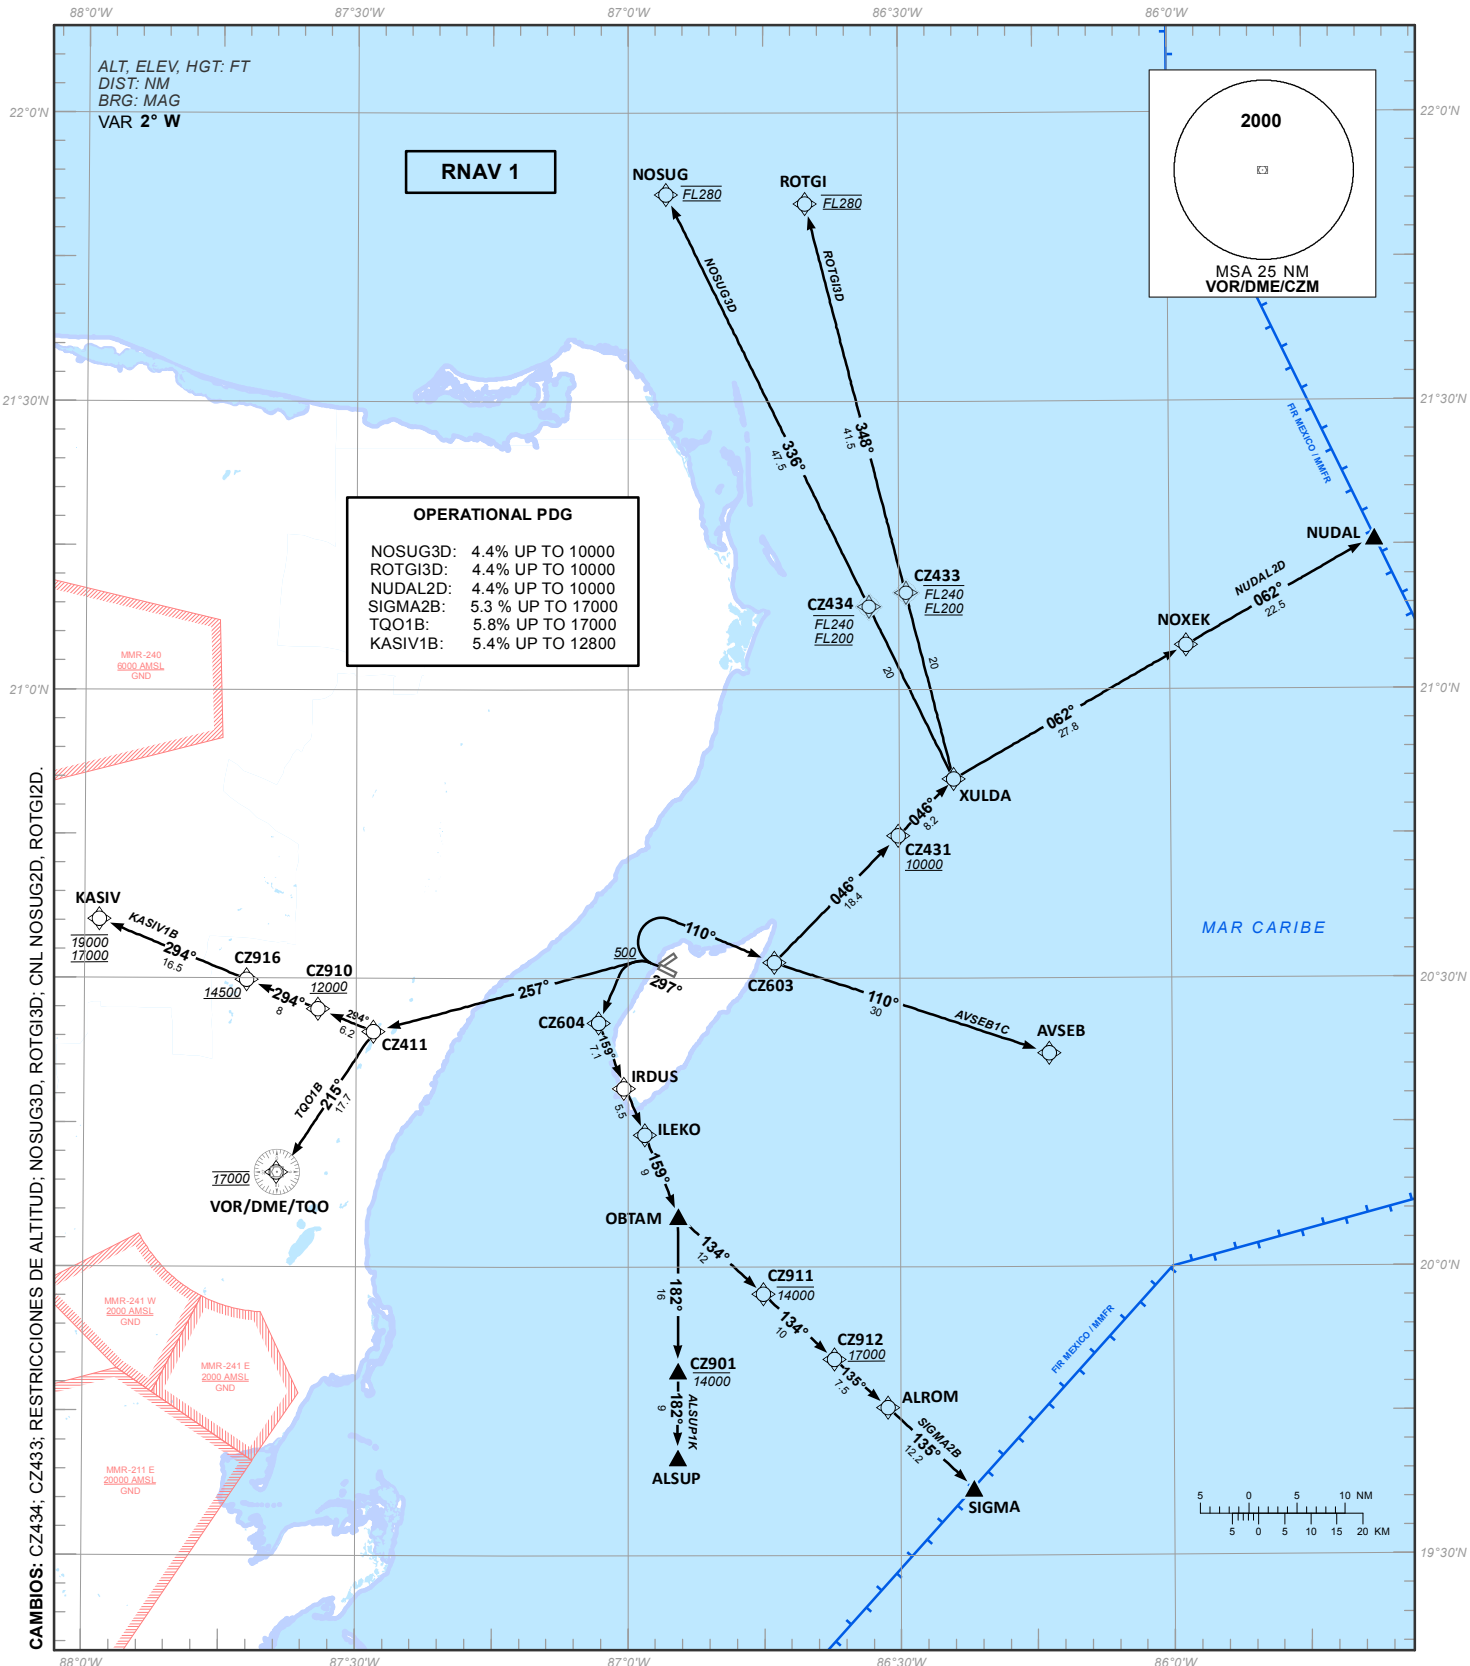 88°0'W
87°30'W
87°0'W
86°30'W
86°0'W
ALT, ELEV, HGT: FT
DIST: NM
BRG: MAG
VAR 2° W
22°0'N
22°0'N
RNAV 1
2000
MSA 25 NM
VOR/DME/CZM
NOSUG
FL280
ROTGI
FL280
NOSUG3D
ROTGI3D
21°30'N
21°30'N
FIR MEXICO / MMFR
336°
47.5
348°
41.5
OPERATIONAL PDG
NOSUG3D: 4.4% UP TO 10000
ROTGI3D: 4.4% UP TO 10000
NUDAL2D: 4.4% UP TO 10000
SIGMA2B: 5.3 % UP TO 17000
TQO1B: 5.8% UP TO 17000
KASIV1B: 5.4% UP TO 12800
NUDAL
NUDAL2D
062°
22.5
CZ433
FL240
FL200
CZ434
FL240
FL200
NOXEK
20
20
MMR-240
6000 AMSL
GND
21°0'N
21°0'N
062°
27.8
XULDA
046°
8.2
CZ431
10000
046°
18.4
KASIV
19000
17000
KASIV1B
294°
16.5
CZ916
14500
294°
8
CZ910
12000
294°
6.2
CZ411
257°
500
297°
110°
CZ603
110°
30
AVSEB1C
AVSEB
MAR CARIBE
20°30'N
20°30'N
CZ604
159°
7.1
IRDUS
5.5
ILEKO
159°
9
OBTAM
TQO1B
215°
17.7
17000
VOR/DME/TQO
134°
12
CZ911
14000
134°
10
CZ912
17000
135°
7.5
ALROM
SIGMA2B
135°
12.2
SIGMA
182°
16
CZ901
14000
ALSUP1K
182°
9
ALSUP
20°0'N
20°0'N
FIR MEXICO / MMFR
MMR-241 W
2000 AMSL
GND
MMR-241 E
2000 AMSL
GND
MMR-211 E
20000 AMSL
GND
5 0 5 10 NM
5 0 5 10 15 20 KM
19°30'N
88°0'W
87°30'W
87°0'W
86°30'W
86°0'W
CAMBIOS: CZ434; CZ433; RESTRICCIONES DE ALTITUD; NOSUG3D, ROTGI3D; CNL NOSUG2D, ROTGI2D.